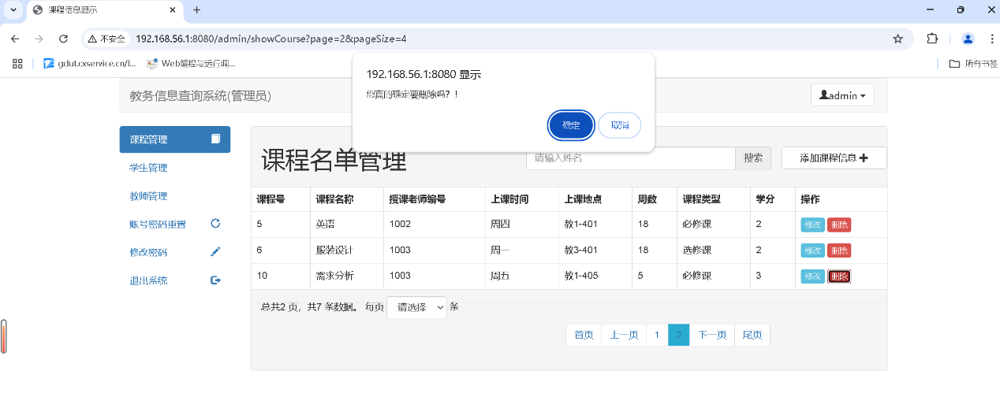 课程信息显示
不安全 192.168.56.1:8080/admin/showCourse?page=2&pageSize=4
gdut.cxservice.cn/l... Web编程与运行调... 所有书签
192.168.56.1:8080 显示
您真的确定要删除吗？！
确定 取消
教务信息查询系统(管理员) admin
课程管理
学生管理
教师管理
账号密码重置
修改密码
退出系统
课程名单管理 请输入姓名 搜索 添加课程信息
课程号 课程名称 授课老师编号 上课时间 上课地点 周数 课程类型 学分 操作
5 英语 1002 周四 教1-401 18 必修课 2 修改 删除
6 服装设计 1003 周一 教3-401 18 选修课 2 修改 删除
10 需求分析 1003 周五 教1-405 5 必修课 3 修改 删除
总共2 页，共7 条数据。 每页 请选择 条
首页 上一页 1 2 下一页 尾页